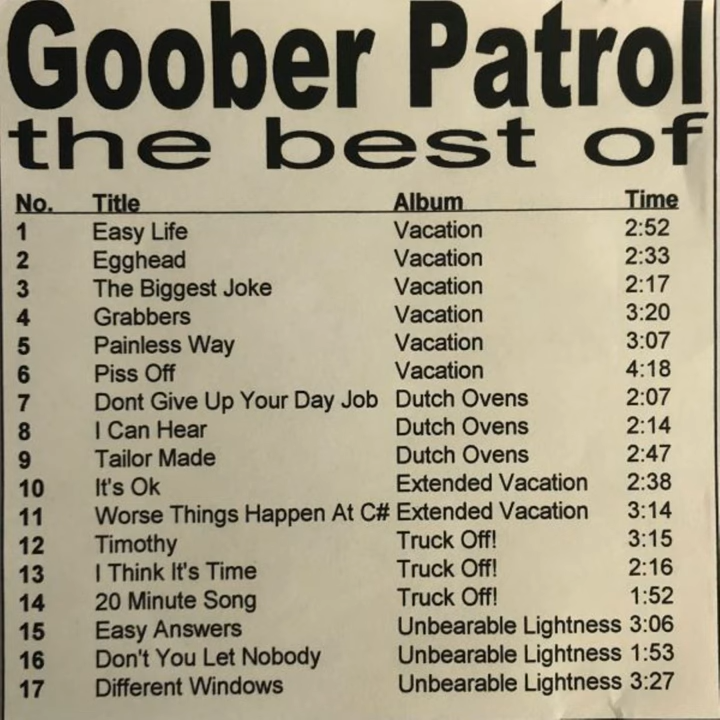 Goober Patrol
the best of
No. Title Album Time
1 Easy Life Vacation 2:52
2 Egghead Vacation 2:33
3 The Biggest Joke Vacation 2:17
4 Grabbers Vacation 3:20
5 Painless Way Vacation 3:07
6 Piss Off Vacation 4:18
7 Dont Give Up Your Day Job Dutch Ovens 2:07
8 I Can Hear Dutch Ovens 2:14
9 Tailor Made Dutch Ovens 2:47
10 It's Ok Extended Vacation 2:38
11 Worse Things Happen At C# Extended Vacation 3:14
12 Timothy Truck Off! 3:15
13 I Think It's Time Truck Off! 2:16
14 20 Minute Song Truck Off! 1:52
15 Easy Answers Unbearable Lightness 3:06
16 Don't You Let Nobody Unbearable Lightness 1:53
17 Different Windows Unbearable Lightness 3:27